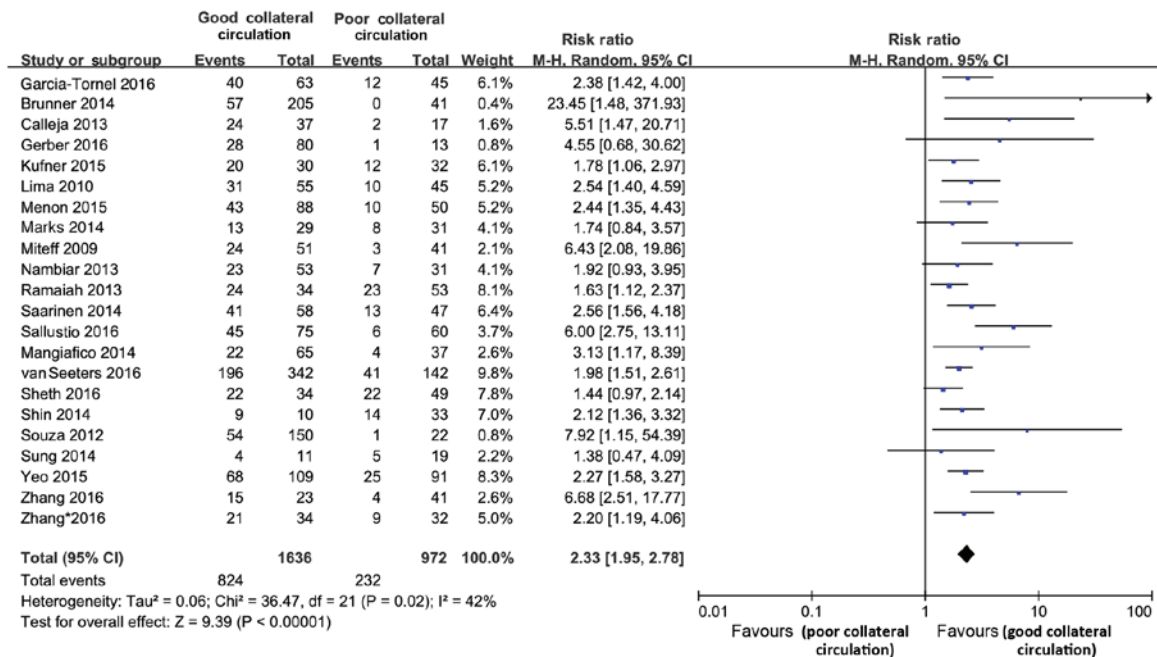 Good collateral circulation Poor collateral circulation Risk ratio Risk ratio
Study or subgroup Events Total Events Total Weight M-H, Random, 95% CI M-H, Random, 95% CI
Garcia-Tornel 2016 40 63 12 45 6.1% 2.38 [1.42, 4.00]
Brunner 2014 57 205 0 41 0.4% 23.45 [1.48, 371.93]
Calleja 2013 24 37 2 17 1.6% 5.51 [1.47, 20.71]
Gerber 2016 28 80 1 13 0.8% 4.55 [0.68, 30.62]
Kufner 2015 20 30 12 32 6.1% 1.78 [1.06, 2.97]
Lima 2010 31 55 10 45 5.2% 2.54 [1.40, 4.59]
Menon 2015 43 88 10 50 5.2% 2.44 [1.35, 4.43]
Marks 2014 13 29 8 31 4.0% 1.74 [0.84, 3.57]
Miteff 2009 24 51 3 41 2.1% 6.43 [2.08, 19.86]
Nambiar 2013 23 53 7 31 4.1% 1.92 [0.93, 3.95]
Ramaiah 2013 24 34 23 53 8.1% 1.63 [1.12, 2.37]
Saarinen 2014 41 58 13 47 6.4% 2.56 [1.56, 4.18]
Sallustio 2016 45 75 6 60 3.7% 6.00 [2.75, 13.11]
Mangiafico 2014 22 65 4 37 2.6% 3.13 [1.17, 8.39]
van Seeters 2016 196 342 41 142 9.8% 1.98 [1.51, 2.61]
Sheth 2016 22 34 22 49 7.8% 1.44 [0.97, 2.14]
Shin 2014 9 10 14 33 7.0% 2.12 [1.36, 3.32]
Souza 2012 54 150 1 22 0.8% 7.92 [1.15, 54.39]
Sung 2014 4 11 5 19 2.2% 1.38 [0.47, 4.09]
Yeo 2015 68 109 25 91 8.3% 2.27 [1.58, 3.27]
Zhang 2016 15 23 4 41 2.6% 6.68 [2.51, 17.77]
Zhang*2016 21 34 9 32 5.0% 2.20 [1.19, 4.06]
Total (95% CI) 1636 972 100.0% 2.33 [1.95, 2.78]
Total events 824 232
Heterogeneity: Tau² = 0.06; Chi² = 36.47, df = 21 (P = 0.02); I² = 42%
Test for overall effect: Z = 9.39 (P < 0.00001)
0.01 0.1 1 10 100
Favours (poor collateral circulation) Favours (good collateral circulation)